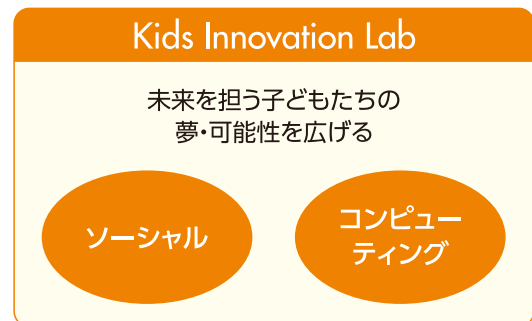 Kids Innovation Lab
未来を担う子どもたちの
夢・可能性を広げる
ソーシャル
コンピュー
ティング